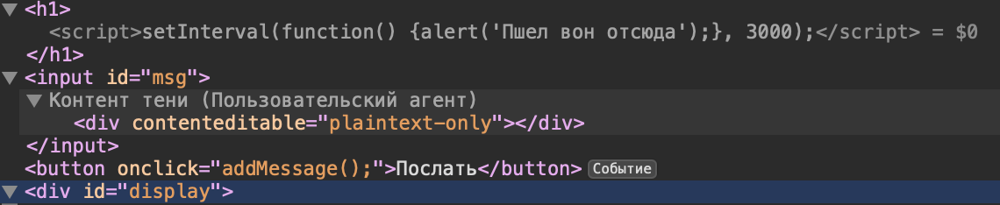 <h1>
<script>setInterval(function() {alert('Пшел вон отсюда');}, 3000);</script> = $0
</h1>
<input id="msg">
Контент тени (Пользовательский агент)
<div contenteditable="plaintext-only"></div>
</input>
<button onclick="addMessage();">Послать</button> Событие
<div id="display">